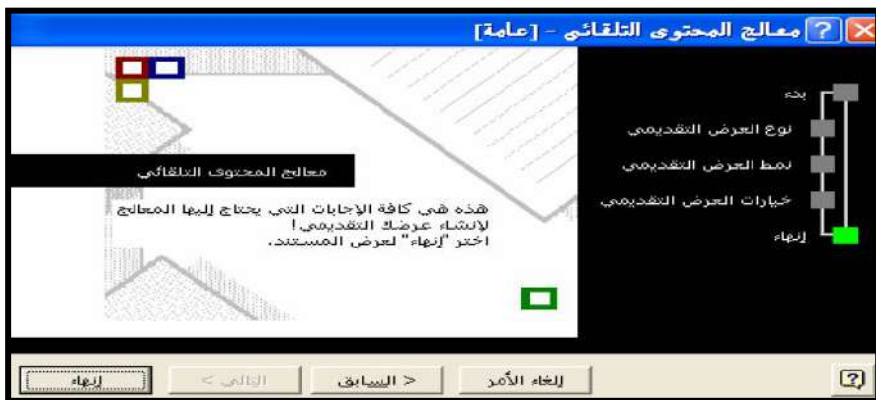 معالج المحتوى التلقائي - [عامة]
بدء
نوع العرض التقديمي
نمط العرض التقديمي
خيارات العرض التقديمي
إنهاء
معالج المحتوى التلقائي
هذه هي كافة الإجابات التي يحتاج إليها المعالج
لإنشاء عرضك التقديمي!
اختر "إنهاء" لعرض المستند.
إلغاء الأمر
< السابق
التالي >
إنهاء